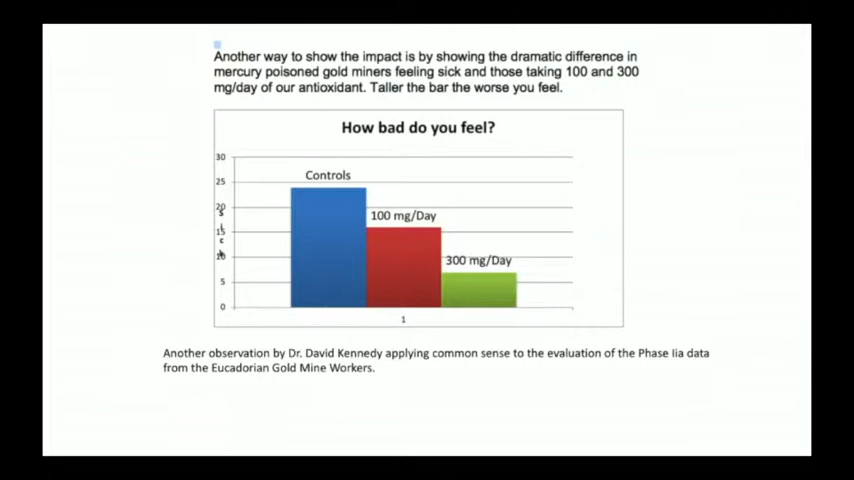 Another way to show the impact is by showing the dramatic difference in
mercury poisoned gold miners feeling sick and those taking 100 and 300
mg/day of our antioxidant. Taller the bar the worse you feel.
How bad do you feel?
30
25
20
15
10
5
0
Sick
Controls
100 mg/Day
300 mg/Day
1
Another observation by Dr. David Kennedy applying common sense to the evaluation of the Phase Iia data
from the Eucadorian Gold Mine Workers.